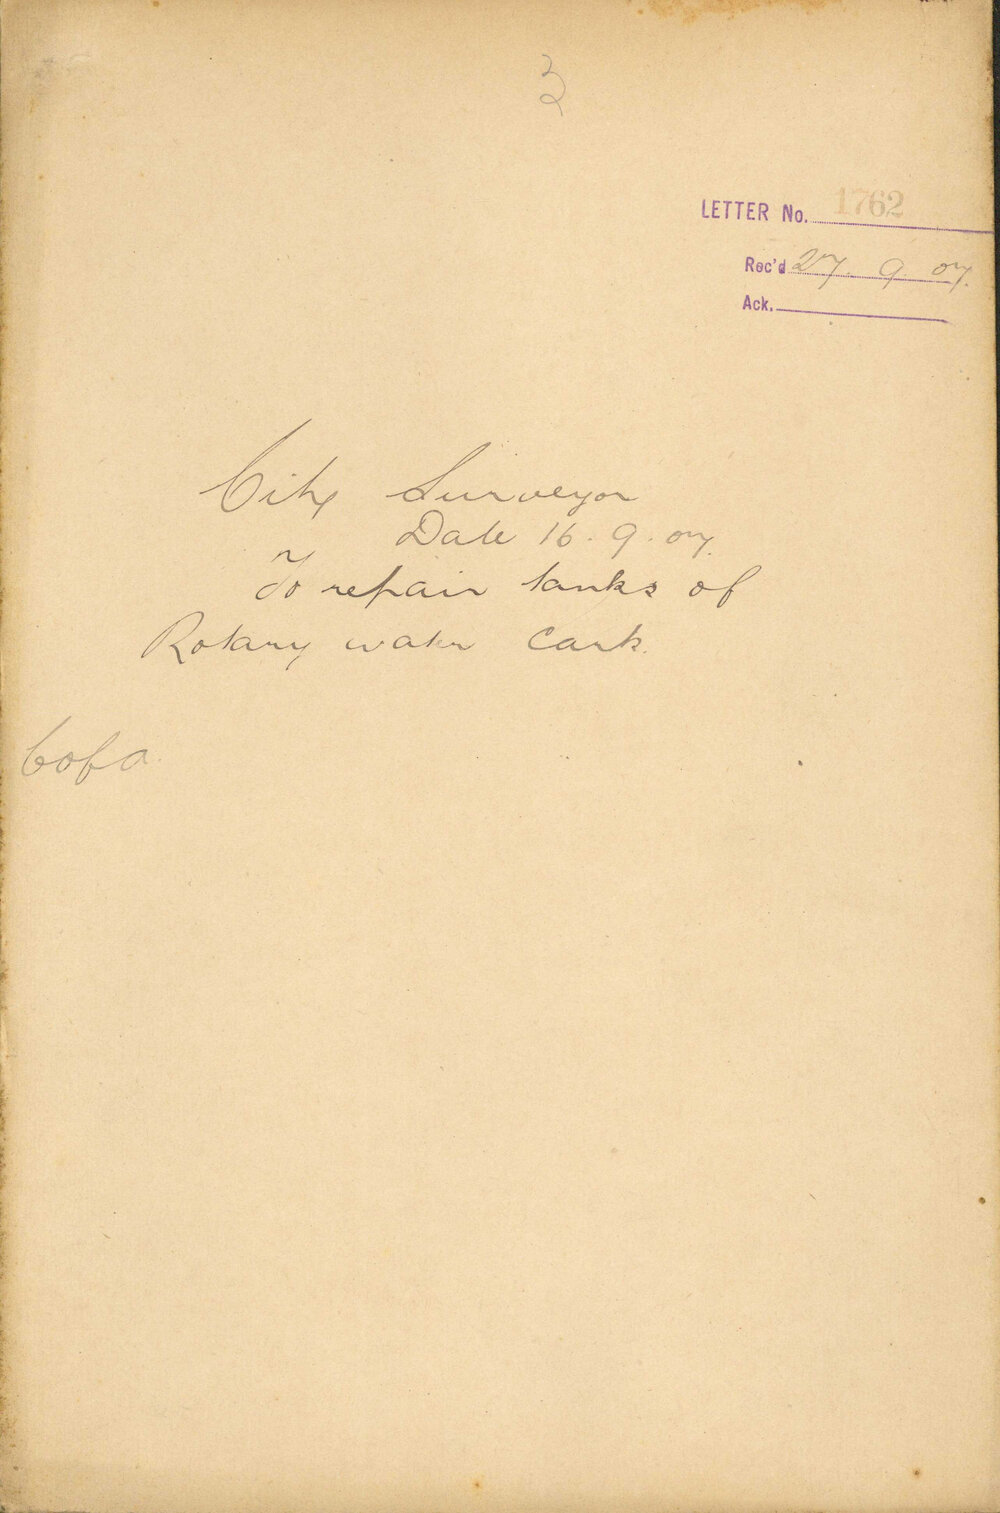 3
LETTER No. 1762
Rec'd 27. 9 07.
Ack.
City Surveyor
Date 16. 9. 07.
To repair tanks of
Rotary water Cart.
Cofa